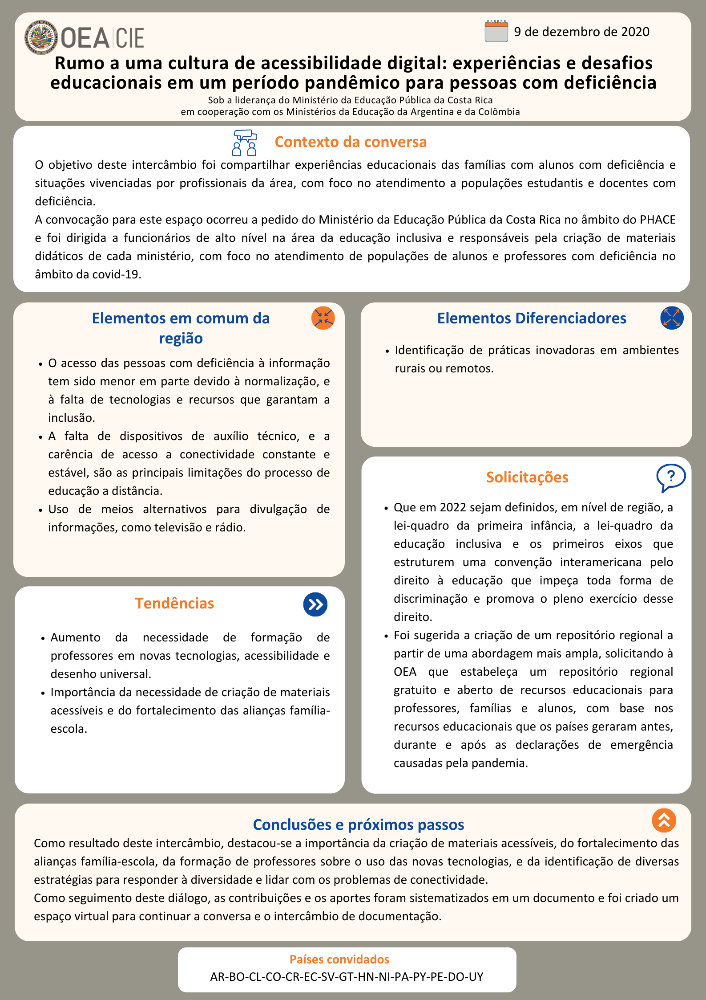 OEA|CIE
9 de dezembro de 2020
Rumo a uma cultura de acessibilidade digital: experiências e desafios
educacionais em um período pandêmico para pessoas com deficiência
Sob a liderança do Ministério da Educação Pública da Costa Rica
em cooperação com os Ministérios da Educação da Argentina e da Colômbia
Contexto da conversa
O objetivo deste intercâmbio foi compartilhar experiências educacionais das famílias com alunos com deficiência e
situações vivenciadas por profissionais da área, com foco no atendimento a populações estudantis e docentes com
deficiência.
A convocação para este espaço ocorreu a pedido do Ministério da Educação Pública da Costa Rica no âmbito do PHACE
e foi dirigida a funcionários de alto nível na área da educação inclusiva e responsáveis pela criação de materiais
didáticos de cada ministério, com foco no atendimento de populações de alunos e professores com deficiência no
âmbito da covid-19.
Elementos em comum da
região
• O acesso das pessoas com deficiência à informação
tem sido menor em parte devido à normalização, e
à falta de tecnologias e recursos que garantam a
inclusão.
• A falta de dispositivos de auxílio técnico, e a
carência de acesso a conectividade constante e
estável, são as principais limitações do processo de
educação a distância.
• Uso de meios alternativos para divulgação de
informações, como televisão e rádio.
Elementos Diferenciadores
• Identificação de práticas inovadoras em ambientes
rurais ou remotos.
Solicitações
?
• Que em 2022 sejam definidos, em nível de região, a
lei-quadro da primeira infância, a lei-quadro da
educação inclusiva e os primeiros eixos que
estruturem uma convenção interamericana pelo
direito à educação que impeça toda forma de
discriminação e promova o pleno exercício desse
direito.
• Foi sugerida a criação de um repositório regional a
partir de uma abordagem mais ampla, solicitando à
OEA que estabeleça um repositório regional
gratuito e aberto de recursos educacionais para
professores, famílias e alunos, com base nos
recursos educacionais que os países geraram antes,
durante e após as declarações de emergência
causadas pela pandemia.
Tendências
• Aumento da necessidade de formação de
professores em novas tecnologias, acessibilidade e
desenho universal.
• Importância da necessidade de criação de materiais
acessíveis e do fortalecimento das alianças família-
escola.
Conclusões e próximos passos
Como resultado deste intercâmbio, destacou-se a importância da criação de materiais acessíveis, do fortalecimento das
alianças família-escola, da formação de professores sobre o uso das novas tecnologias, e da identificação de diversas
estratégias para responder à diversidade e lidar com os problemas de conectividade.
Como seguimento deste diálogo, as contribuições e os aportes foram sistematizados em um documento e foi criado um
espaço virtual para continuar a conversa e o intercâmbio de documentação.
Países convidados
AR-BO-CL-CO-CR-EC-SV-GT-HN-NI-PA-PY-PE-DO-UY